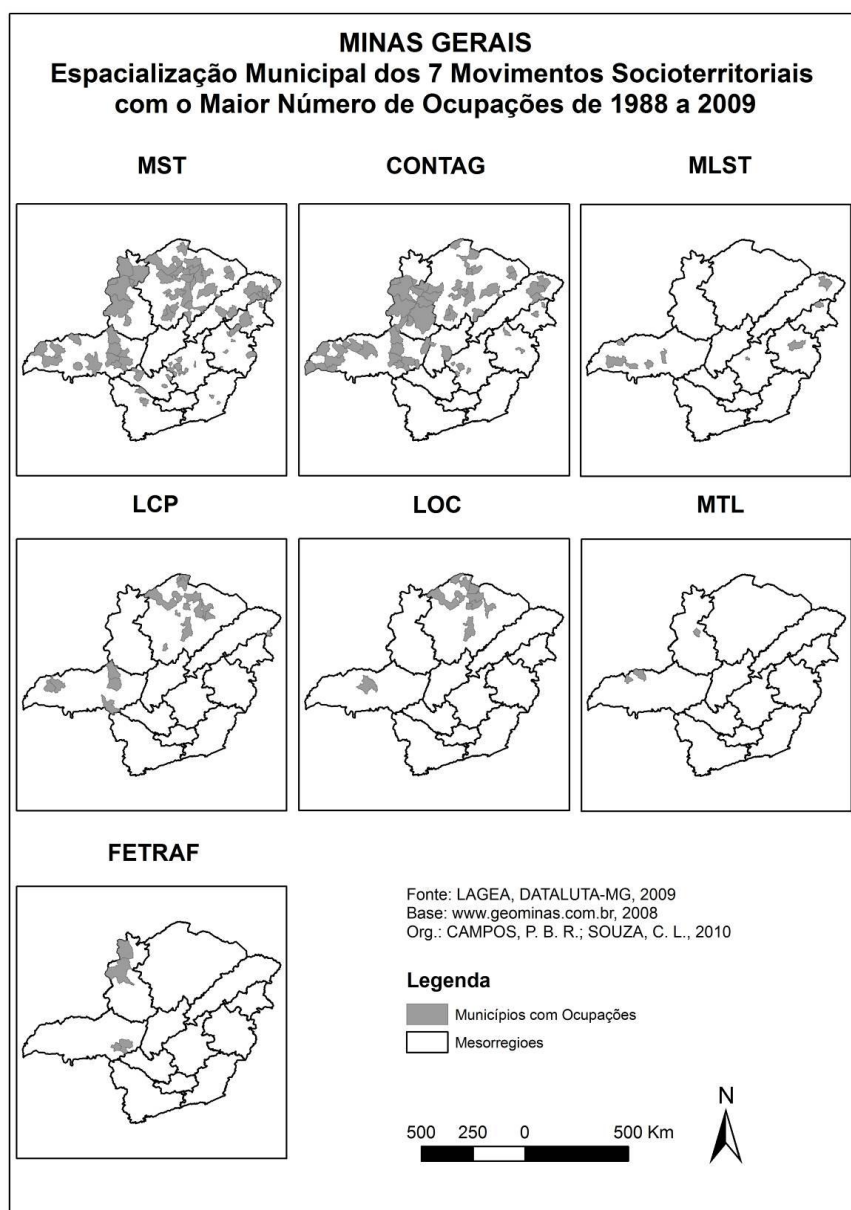 MINAS GERAIS
Espacialização Municipal dos 7 Movimentos Socioterritoriais
com o Maior Número de Ocupações de 1988 a 2009
MST
CONTAG
MLST
LCP
LOC
MTL
FETRAF
Fonte: LAGEA, DATALUTA-MG, 2009
Base: www.geominas.com.br, 2008
Org.: CAMPOS, P. B. R.; SOUZA, C. L., 2010
Legenda
Municípios com Ocupações
Mesorregioes
N
500 250 0 500 Km